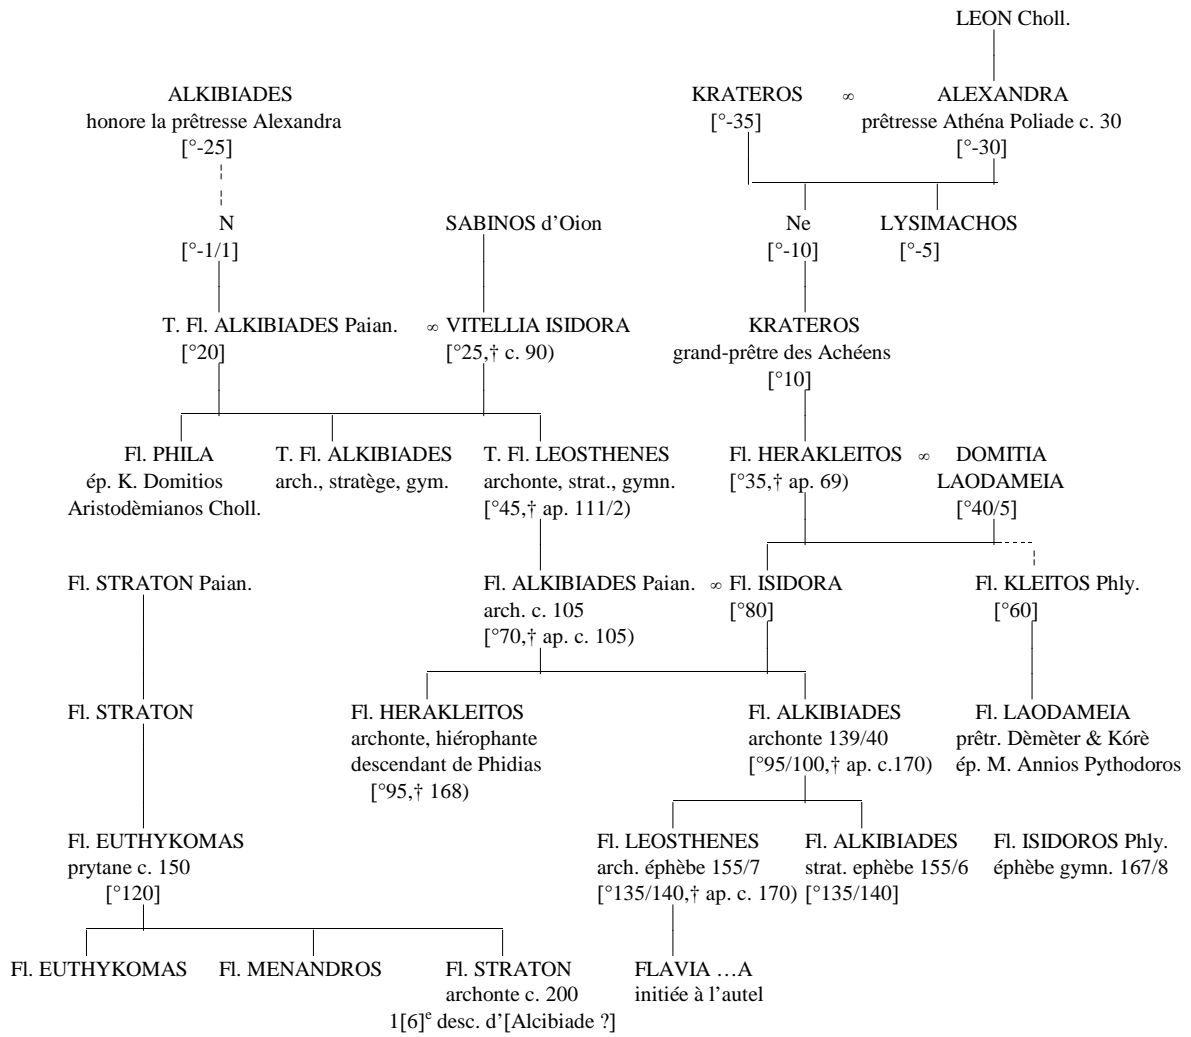 LEON Choll.
ALKIBIADES
honore la prêtresse Alexandra
[°-25]
KRATEROS ∞ ALEXANDRA
[°-35]
prêtresse Athéna Poliade c. 30
[°-30]
N
[°-1/1]
SABINOS d'Oion
Ne
[°-10]
LYSIMACHOS
[°-5]
T. Fl. ALKIBIADES Paian. ∞ VITELLIA ISIDORA
[°20]
[°25,† c. 90)
KRATEROS
grand-prêtre des Achéens
[°10]
Fl. PHILA
ép. K. Domitios
Aristodèmianos Choll.
T. Fl. ALKIBIADES
arch., stratège, gym.
T. Fl. LEOSTHENES
archonte, strat., gymn.
[°45,† ap. 111/2)
Fl. HERAKLEITOS ∞ DOMITIA
[°35,† ap. 69)
LAODAMEIA
[°40/5]
Fl. STRATON Paian.
Fl. ALKIBIADES Paian. ∞ Fl. ISIDORA
arch. c. 105
[°70,† ap. c. 105)
[°80]
Fl. KLEITOS Phly.
[°60]
Fl. STRATON
Fl. HERAKLEITOS
archonte, hiérophante
descendant de Phidias
[°95,† 168)
Fl. ALKIBIADES
archonte 139/40
[°95/100,† ap. c.170)
Fl. LAODAMEIA
prêtr. Dèmèter & Kórè
ép. M. Annios Pythodoros
Fl. EUTHYKOMAS
prytane c. 150
[°120]
Fl. LEOSTHENES
arch. éphèbe 155/7
[°135/140,† ap. c. 170)
Fl. ALKIBIADES
strat. ephèbe 155/6
[°135/140]
Fl. ISIDOROS Phly.
éphèbe gymn. 167/8
Fl. EUTHYKOMAS
Fl. MENANDROS
Fl. STRATON
archonte c. 200
1[6]e desc. d'[Alcibiade ?]
FLAVIA …A
initiée à l'autel